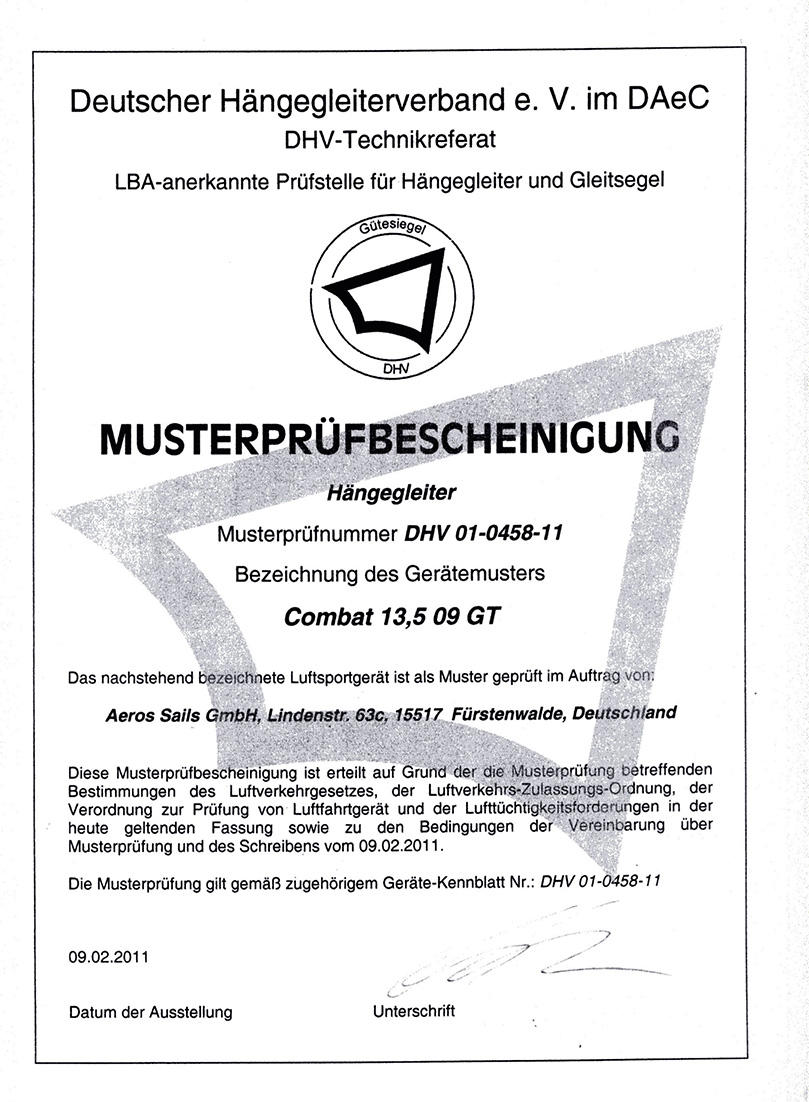 Deutscher Hängegleiterverband e. V. im DAeC
DHV-Technikreferat
LBA-anerkannte Prüfstelle für Hängegleiter und Gleitsegel
Gütesiegel
DHV
MUSTERPRÜFBESCHEINIGUNG
Hängegleiter
Musterprüfnummer DHV 01-0458-11
Bezeichnung des Gerätemusters
Combat 13,5 09 GT
Das nachstehend bezeichnete Luftsportgerät ist als Muster geprüft im Auftrag von:
Aeros Sails GmbH, Lindenstr. 63c, 15517 Fürstenwalde, Deutschland
Diese Musterprüfbescheinigung ist erteilt auf Grund der die Musterprüfung betreffenden
Bestimmungen des Luftverkehrgesetzes, der Luftverkehrs-Zulassungs-Ordnung, der
Verordnung zur Prüfung von Luftfahrtgerät und der Lufttüchtigkeitsforderungen in der
heute geltenden Fassung sowie zu den Bedingungen der Vereinbarung über
Musterprüfung und des Schreibens vom 09.02.2011.
Die Musterprüfung gilt gemäß zugehörigem Geräte-Kennblatt Nr.: DHV 01-0458-11
09.02.2011
Datum der Ausstellung
Unterschrift